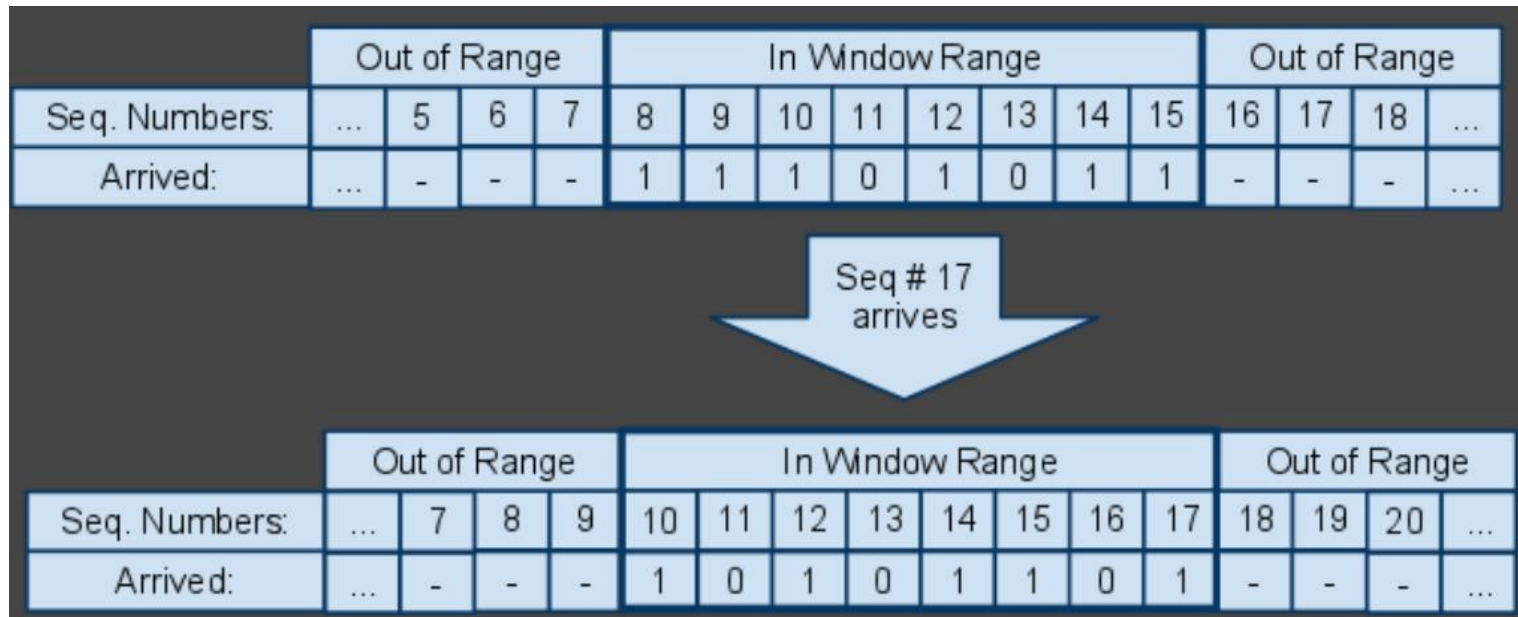 Out of Range In Window Range Out of Range
Seq. Numbers: ... 5 6 7 8 9 10 11 12 13 14 15 16 17 18 ...
Arrived: ... - - - 1 1 1 0 1 0 1 1 - - - ...
Seq # 17
arrives
Out of Range In Window Range Out of Range
Seq. Numbers: ... 7 8 9 10 11 12 13 14 15 16 17 18 19 20 ...
Arrived: ... - - - 1 0 1 0 1 1 0 1 - - - ...